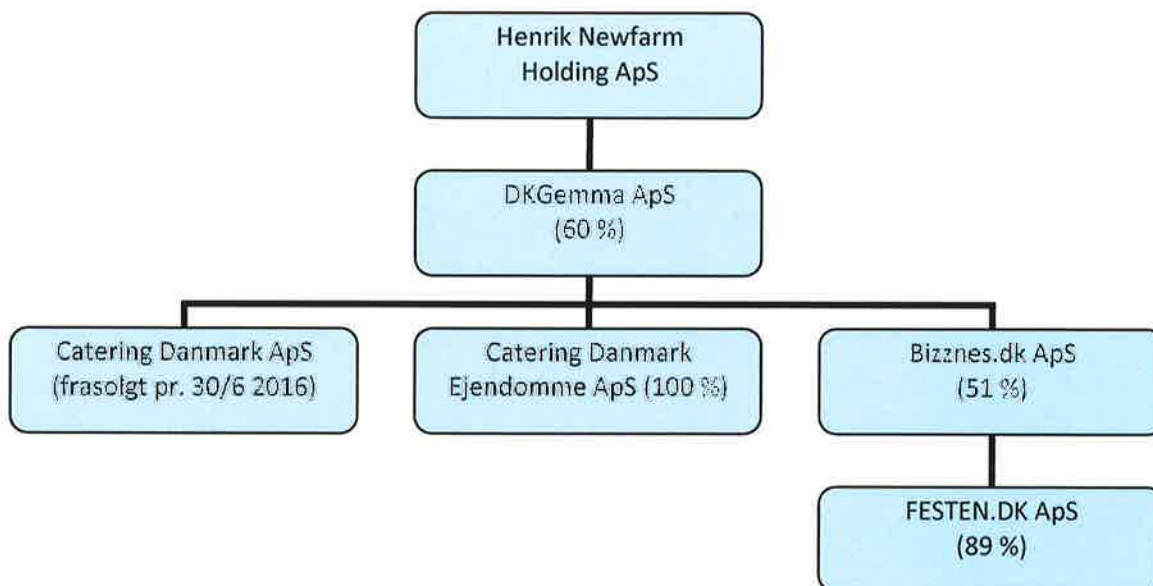 Henrik Newfarm
Holding ApS
DKGemma ApS
(60 %)
Catering Danmark ApS
(frasolgt pr. 30/6 2016)
Catering Danmark
Ejendomme ApS (100 %)
Bizznes.dk ApS
(51 %)
FESTEN.DK ApS
(89 %)